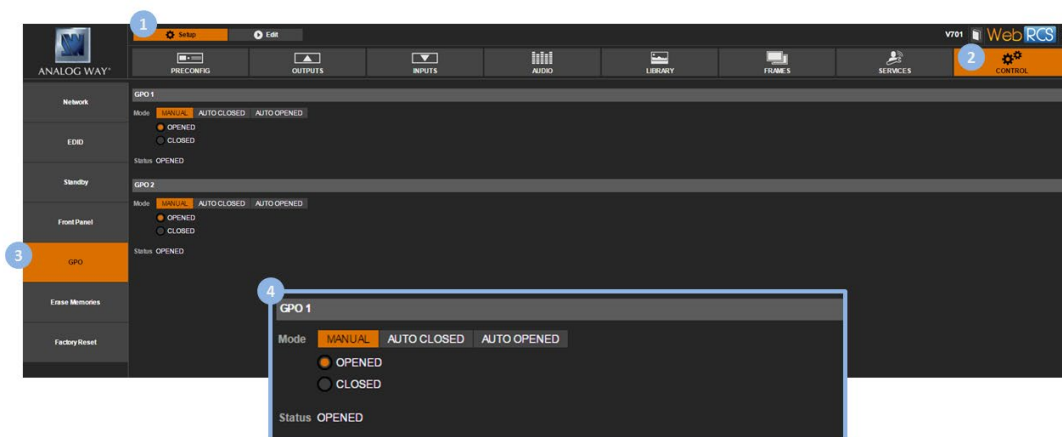 1
Setup
Edit
V701
Web RCS
ANALOG WAY®
PRECONFIG
OUTPUTS
INPUTS
AUDIO
LIBRARY
FRAMES
SERVICES
2
CONTROL
Network
EDID
Standby
Front Panel
3
GPO
Erase Memories
Factory Reset
GPO 1
Mode MANUAL AUTO CLOSED AUTO OPENED
OPENED
CLOSED
Status OPENED
GPO 2
Mode MANUAL AUTO CLOSED AUTO OPENED
OPENED
CLOSED
Status OPENED
4
GPO 1
Mode MANUAL AUTO CLOSED AUTO OPENED
OPENED
CLOSED
Status OPENED